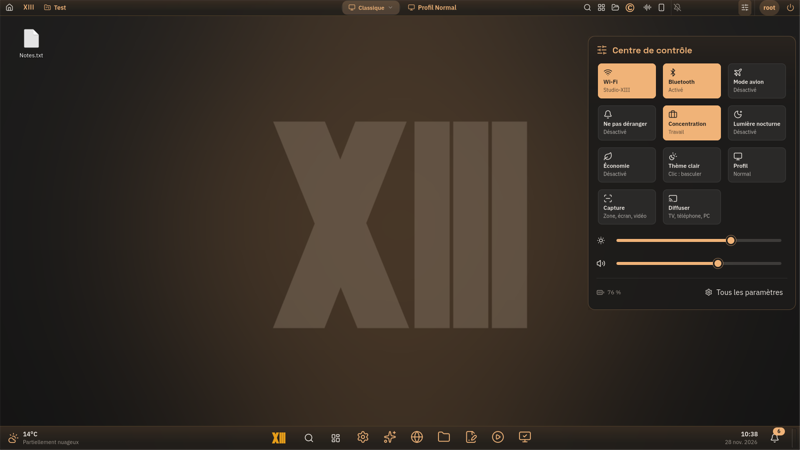 XIII
Test
Classique
Profil Normal
root
Notes.txt
XIII
Centre de contrôle
Wi-Fi
Studio-XIII
Bluetooth
Activé
Mode avion
Désactivé
Ne pas déranger
Désactivé
Concentration
Travail
Lumière nocturne
Désactivé
Économie
Désactivé
Thème clair
Clic : basculer
Profil
Normal
Capture
Zone, écran, vidéo
Diffuser
TV, téléphone, PC
76 %
Tous les paramètres
14°C
Partiellement nuageux
XIII
10:38
28 nov. 2026
6